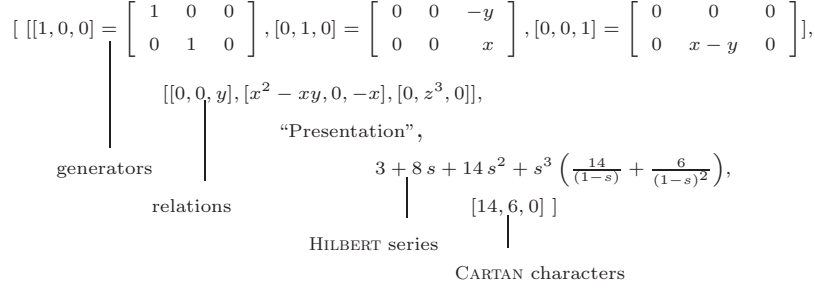 [ [[1, 0, 0] = [ 1 0 0 ; 0 1 0 ], [0, 1, 0] = [ 0 0 −y ; 0 0 x ], [0, 0, 1] = [ 0 0 0 ; 0 x − y 0 ]],
[[0, 0, y], [x² − xy, 0, −x], [0, z³, 0]],
“Presentation”,
generators
3 + 8 s + 14 s² + s³ ( 14/(1−s) + 6/(1−s)² ),
relations
[14, 6, 0] ]
HILBERT series
CARTAN characters